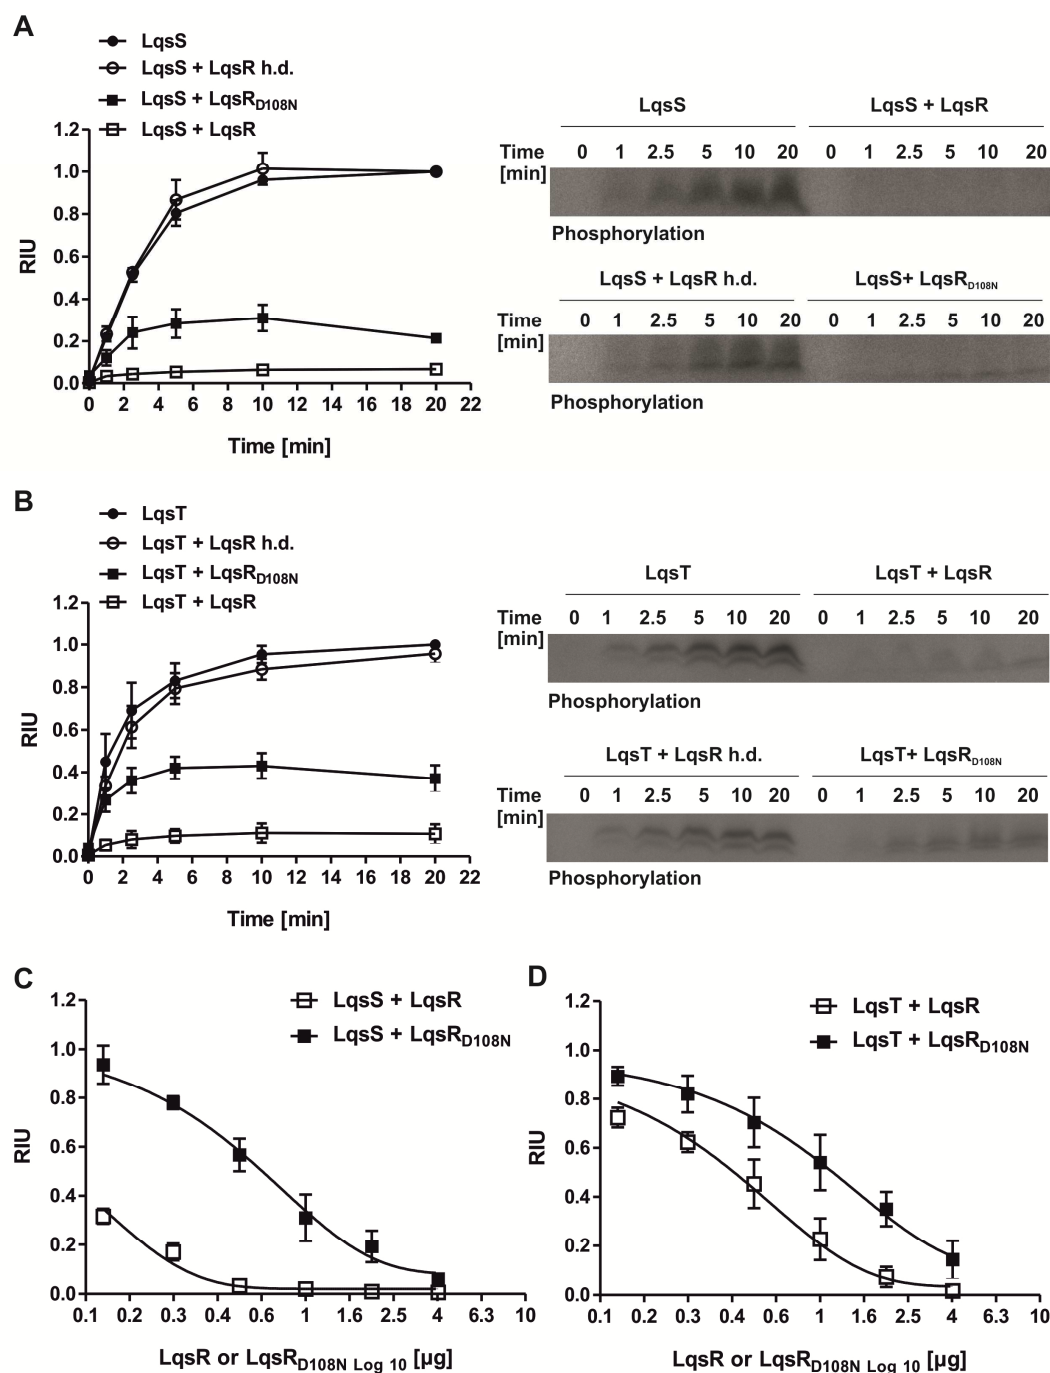 A
LqsS
LqsS + LqsR h.d.
LqsS + LqsRD108N
LqsS + LqsR
1.2
1.0
0.8
0.6
0.4
0.2
0.0
RIU
0 2 4 6 8 10 12 14 16 18 20 22
Time [min]
LqsS LqsS + LqsR
Time [min] 0 1 2.5 5 10 20 0 1 2.5 5 10 20
Phosphorylation
LqsS + LqsR h.d. LqsS+ LqsRD108N
Time [min] 0 1 2.5 5 10 20 0 1 2.5 5 10 20
Phosphorylation
B
LqsT
LqsT + LqsR h.d.
LqsT + LqsRD108N
LqsT + LqsR
1.2
1.0
0.8
0.6
0.4
0.2
0.0
RIU
0 2 4 6 8 10 12 14 16 18 20 22
Time [min]
LqsT LqsT + LqsR
Time [min] 0 1 2.5 5 10 20 0 1 2.5 5 10 20
Phosphorylation
LqsT + LqsR h.d. LqsT+ LqsRD108N
Time [min] 0 1 2.5 5 10 20 0 1 2.5 5 10 20
Phosphorylation
C
LqsS + LqsR
LqsS + LqsRD108N
1.2
1.0
0.8
0.6
0.4
0.2
0.0
RIU
0.1 0.2 0.3 0.4 0.6 1 1.6 2.5 4 6.3 10
LqsR or LqsRD108N Log 10 [µg]
D
LqsT + LqsR
LqsT + LqsRD108N
1.2
1.0
0.8
0.6
0.4
0.2
0.0
RIU
0.1 0.2 0.3 0.4 0.6 1 1.6 2.5 4 6.3 10
LqsR or LqsRD108N Log 10 [µg]